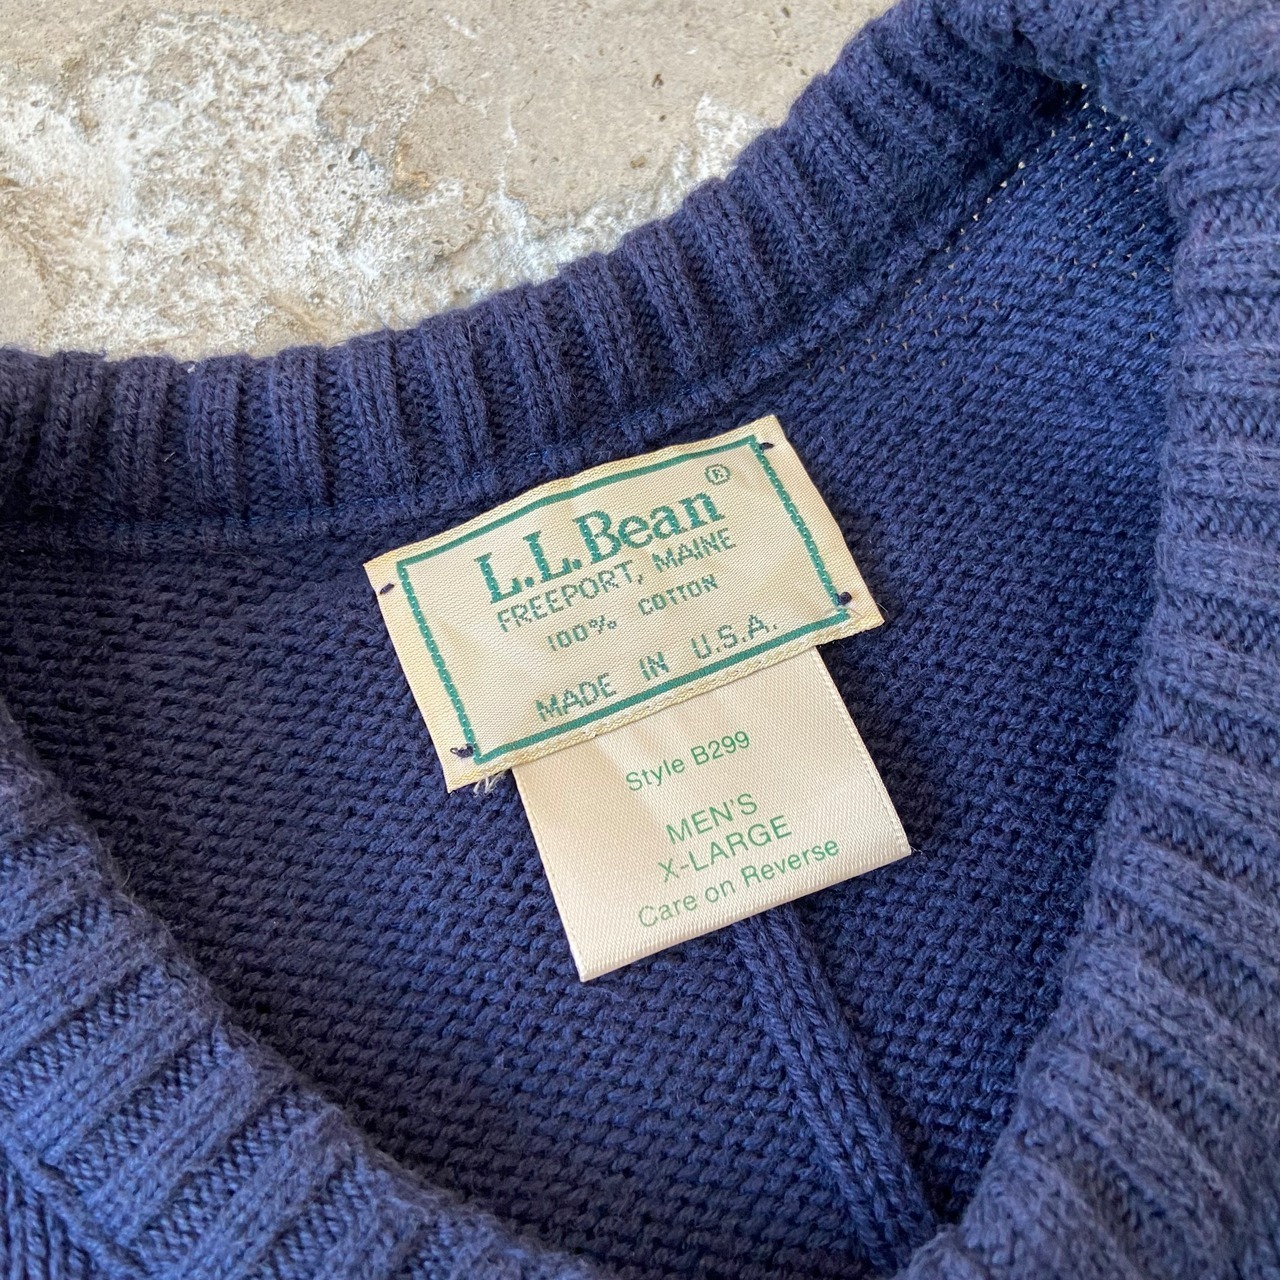 L.L.Bean®
FREEPORT, MAINE
100% COTTON
MADE IN U.S.A.
Style B299
MEN'S
X-LARGE
Care on Reverse